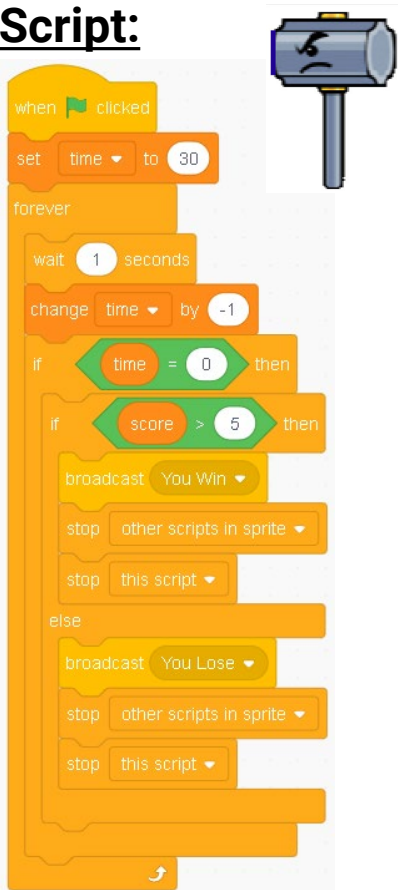 Script:
when clicked
set time to 30
forever
wait 1 seconds
change time by -1
if time = 0 then
if score > 5 then
broadcast You Win
stop other scripts in sprite
stop this script
else
broadcast You Lose
stop other scripts in sprite
stop this script